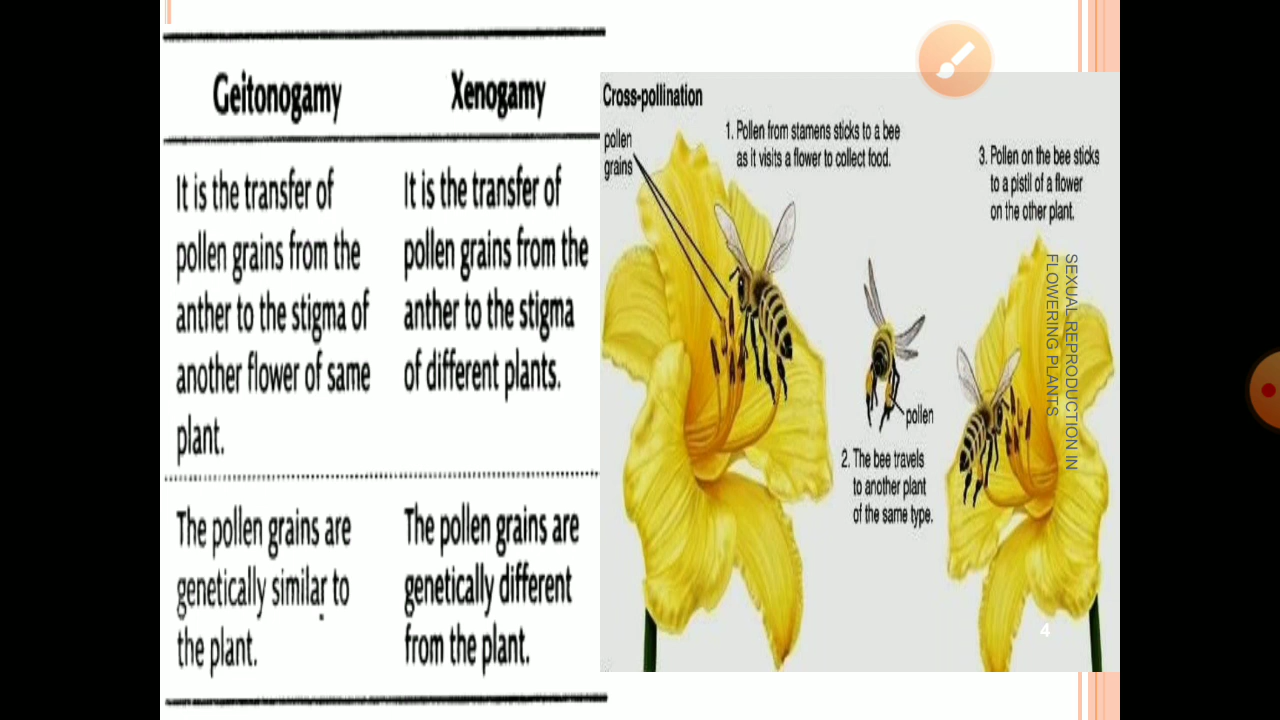 Geitonogamy
Xenogamy
It is the transfer of
pollen grains from the
anther to the stigma of
another flower of same
plant.
It is the transfer of
pollen grains from the
anther to the stigma
of different plants.
The pollen grains are
genetically similar to
the plant.
The pollen grains are
genetically different
from the plant.
Cross-pollination
pollen
grains
1. Pollen from stamens sticks to a bee
as it visits a flower to collect food.
pollen
2. The bee travels
to another plant
of the same type.
3. Pollen on the bee sticks
to a pistil of a flower
on the other plant.
SEXUAL REPRODUCTION IN
FLOWERING PLANTS
4